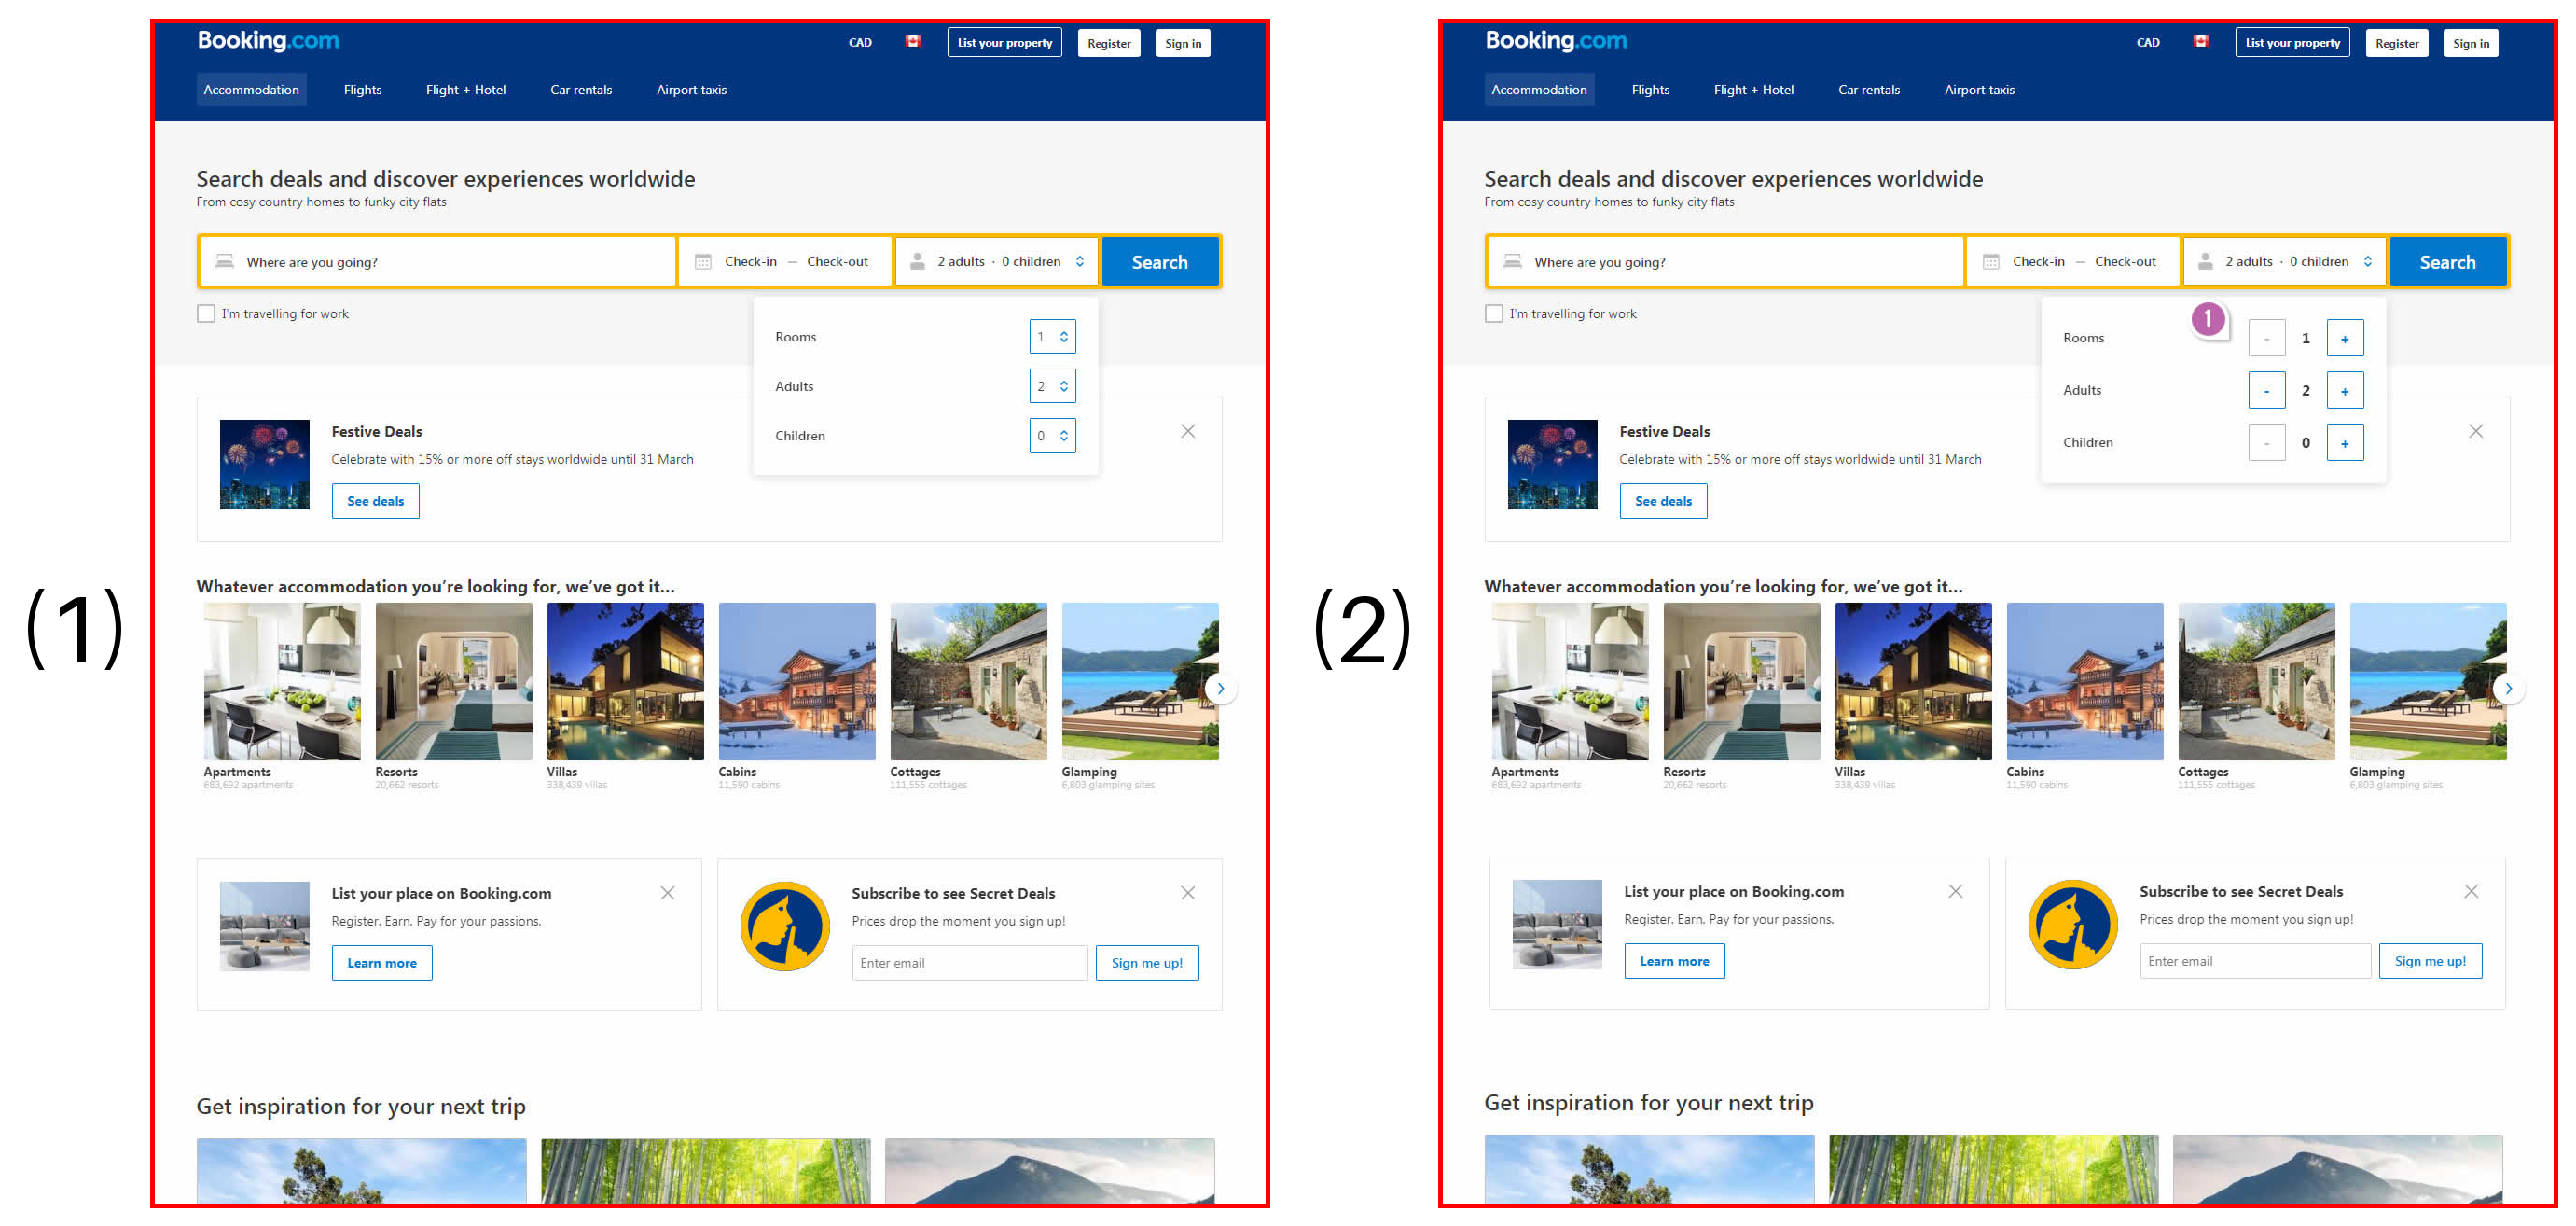 (1)
Booking.com
CAD
List your property
Register
Sign in
Accommodation
Flights
Flight + Hotel
Car rentals
Airport taxis
Search deals and discover experiences worldwide
From cosy country homes to funky city flats
Where are you going?
Check-in — Check-out
2 adults · 0 children
Search
I'm travelling for work
Rooms 1
Adults 2
Children 0
Festive Deals
Celebrate with 15% or more off stays worldwide until 31 March
See deals
Whatever accommodation you’re looking for, we’ve got it...
Apartments
683,692 apartments
Resorts
20,662 resorts
Villas
338,439 villas
Cabins
11,590 cabins
Cottages
111,555 cottages
Glamping
6,803 glamping sites
List your place on Booking.com
Register. Earn. Pay for your passions.
Learn more
Subscribe to see Secret Deals
Prices drop the moment you sign up!
Enter email
Sign me up!
Get inspiration for your next trip
(2)
Booking.com
CAD
List your property
Register
Sign in
Accommodation
Flights
Flight + Hotel
Car rentals
Airport taxis
Search deals and discover experiences worldwide
From cosy country homes to funky city flats
Where are you going?
Check-in — Check-out
2 adults · 0 children
Search
I'm travelling for work
1
Rooms - 1 +
Adults - 2 +
Children - 0 +
Festive Deals
Celebrate with 15% or more off stays worldwide until 31 March
See deals
Whatever accommodation you’re looking for, we’ve got it...
Apartments
683,692 apartments
Resorts
20,662 resorts
Villas
338,439 villas
Cabins
11,590 cabins
Cottages
111,555 cottages
Glamping
6,803 glamping sites
List your place on Booking.com
Register. Earn. Pay for your passions.
Learn more
Subscribe to see Secret Deals
Prices drop the moment you sign up!
Enter email
Sign me up!
Get inspiration for your next trip